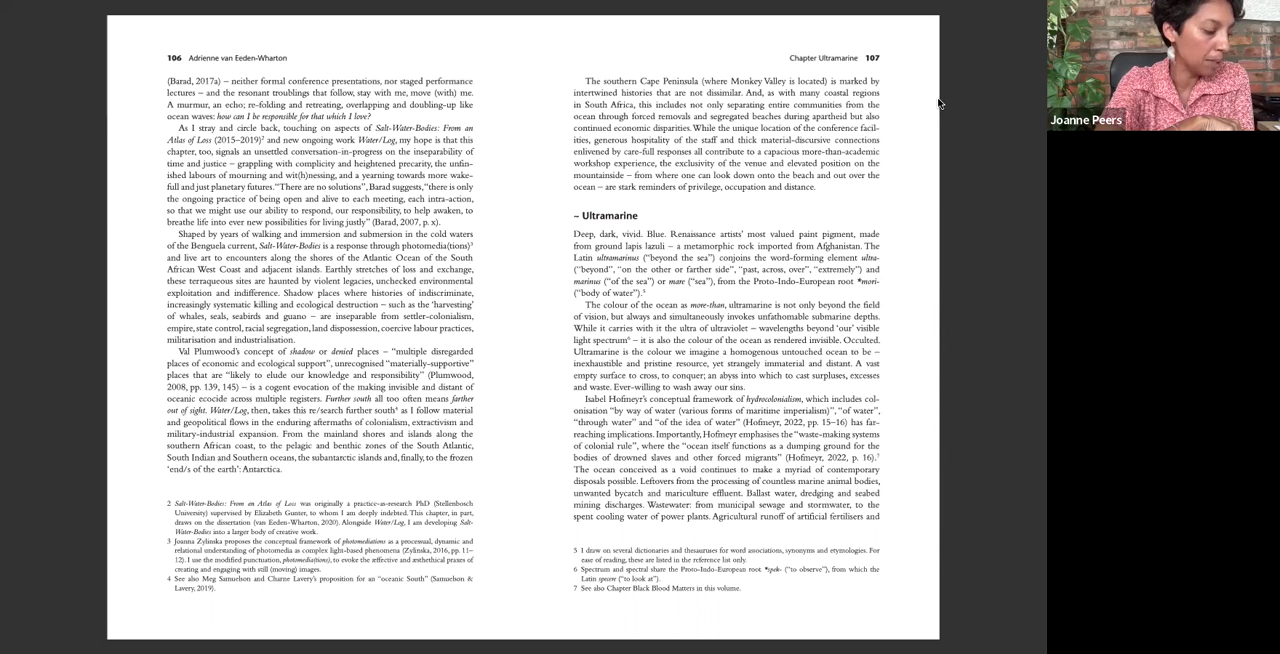 106 Adrienne van Eeden-Wharton
(Barad, 2017a) – neither formal conference presentations, nor staged performance
lectures – and the resonant troublings that follow, stay with me, move (with) me.
A murmur, an echo; re-folding and retreating, overlapping and doubling-up like
ocean waves: how can I be responsible for that which I love?
As I stray and circle back, touching on aspects of Salt-Water-Bodies: From an
Atlas of Loss (2015–2019)2 and new ongoing work Water/Log, my hope is that this
chapter, too, signals an unsettled conversation-in-progress on the inseparability of
time and justice – grappling with complicity and heightened precarity, the unfin-
ished labours of mourning and wit(h)nessing, and a yearning towards more wake-
full and just planetary futures. “There are no solutions”, Barad suggests, “there is only
the ongoing practice of being open and alive to each meeting, each intra-action,
so that we might use our ability to respond, our responsibility, to help awaken, to
breathe life into ever new possibilities for living justly” (Barad, 2007, p. x).
Shaped by years of walking and immersion and submersion in the cold waters
of the Benguela current, Salt-Water-Bodies is a response through photomedia(tions)3
and live art to encounters along the shores of the Atlantic Ocean of the South
African West Coast and adjacent islands. Earthly stretches of loss and exchange,
these terraqueous sites are haunted by violent legacies, unchecked environmental
exploitation and indifference. Shadow places where histories of indiscriminate,
increasingly systematic killing and ecological destruction – such as the ‘harvesting’
of whales, seals, seabirds and guano – are inseparable from settler-colonialism,
empire, state control, racial segregation, land dispossession, coercive labour practices,
militarisation and industrialisation.
Val Plumwood’s concept of shadow or denied places – “multiple disregarded
places of economic and ecological support”, unrecognised “materially-supportive”
places that are “likely to elude our knowledge and responsibility” (Plumwood,
2008, pp. 139, 145) – is a cogent evocation of the making invisible and distant of
oceanic ecocide across multiple registers. Further south all too often means farther
out of sight. Water/Log, then, takes this re/search further south4 as I follow material
and geopolitical flows in the enduring aftermaths of colonialism, extractivism and
military-industrial expansion. From the mainland shores and islands along the
southern African coast, to the pelagic and benthic zones of the South Atlantic,
South Indian and Southern oceans, the subantarctic islands and, finally, to the frozen
‘end/s of the earth’: Antarctica.
2 Salt-Water-Bodies: From an Atlas of Loss was originally a practice-as-research PhD (Stellenbosch
University) supervised by Elizabeth Gunter, to whom I am deeply indebted. This chapter, in part,
draws on the dissertation (van Eeden-Wharton, 2020). Alongside Water/Log, I am developing Salt-
Water-Bodies into a larger body of creative work.
3 Joanna Zylinska proposes the conceptual framework of photomediations as a processual, dynamic and
relational understanding of photomedia as complex light-based phenomena (Zylinska, 2016, pp. 11–
12). I use the modified punctuation, photomedia(tions), to evoke the æffective and æsthethical praxes of
creating and engaging with still (moving) images.
4 See also Meg Samuelson and Charne Lavery’s proposition for an “oceanic South” (Samuelson &
Lavery, 2019).
Chapter Ultramarine 107
The southern Cape Peninsula (where Monkey Valley is located) is marked by
intertwined histories that are not dissimilar. And, as with many coastal regions
in South Africa, this includes not only separating entire communities from the
ocean through forced removals and segregated beaches during apartheid but also
continued economic disparities. While the unique location of the conference facil-
ities, generous hospitality of the staff and thick material-discursive connections
enlivened by care-full responses all contribute to a capacious more-than-academic
workshop experience, the exclusivity of the venue and elevated position on the
mountainside – from where one can look down onto the beach and out over the
ocean – are stark reminders of privilege, occupation and distance.
~ Ultramarine
Deep, dark, vivid. Blue. Renaissance artists’ most valued paint pigment, made
from ground lapis lazuli – a metamorphic rock imported from Afghanistan. The
Latin ultramarinus (“beyond the sea”) conjoins the word-forming element ultra-
(“beyond”, “on the other or farther side”, “past, across, over”, “extremely”) and
marinus (“of the sea”) or mare (“sea”), from the Proto-Indo-European root *mori-
(“body of water”).5
The colour of the ocean as more-than, ultramarine is not only beyond the field
of vision, but always and simultaneously invokes unfathomable submarine depths.
While it carries with it the ultra of ultraviolet – wavelengths beyond ‘our’ visible
light spectrum6 – it is also the colour of the ocean as rendered invisible. Occulted.
Ultramarine is the colour we imagine a homogenous untouched ocean to be –
inexhaustible and pristine resource, yet strangely immaterial and distant. A vast
empty surface to cross, to conquer; an abyss into which to cast surpluses, excesses
and waste. Ever-willing to wash away our sins.
Isabel Hofmeyr’s conceptual framework of hydrocolonialism, which includes col-
onisation “by way of water (various forms of maritime imperialism)”, “of water”,
“through water” and “of the idea of water” (Hofmeyr, 2022, pp. 15–16) has far-
reaching implications. Importantly, Hofmeyr emphasises the “waste-making systems
of colonial rule”, where the “ocean itself functions as a dumping ground for the
bodies of drowned slaves and other forced migrants” (Hofmeyr, 2022, p. 16).7
The ocean conceived as a void continues to make a myriad of contemporary
disposals possible. Leftovers from the processing of countless marine animal bodies,
unwanted bycatch and mariculture effluent. Ballast water, dredging and seabed
mining discharges. Wastewater: from municipal sewage and stormwater, to the
spent cooling water of power plants. Agricultural runoff of artificial fertilisers and
5 I draw on several dictionaries and thesauruses for word associations, synonyms and etymologies. For
ease of reading, these are listed in the reference list only.
6 Spectrum and spectral share the Proto-Indo-European root *spek- (“to observe”), from which the
Latin specere (“to look at”).
7 See also Chapter Black Blood Matters in this volume.
Joanne Peers